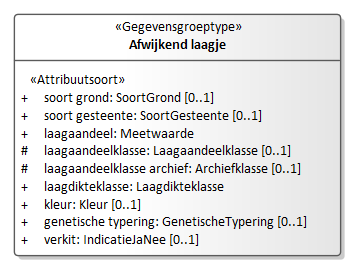 «Gegevensgroeptype»
Afwijkend laagje
«Attribuutsoort»
+ soort grond: SoortGrond [0..1]
+ soort gesteente: SoortGesteente [0..1]
+ laagaandeel: Meetwaarde
# laagaandeelklasse: Laagaandeelklasse [0..1]
# laagaandeelklasse archief: Archiefklasse [0..1]
+ laagdikteklasse: Laagdikteklasse
+ kleur: Kleur [0..1]
+ genetische typering: GenetischeTypering [0..1]
+ verkit: IndicatieJaNee [0..1]